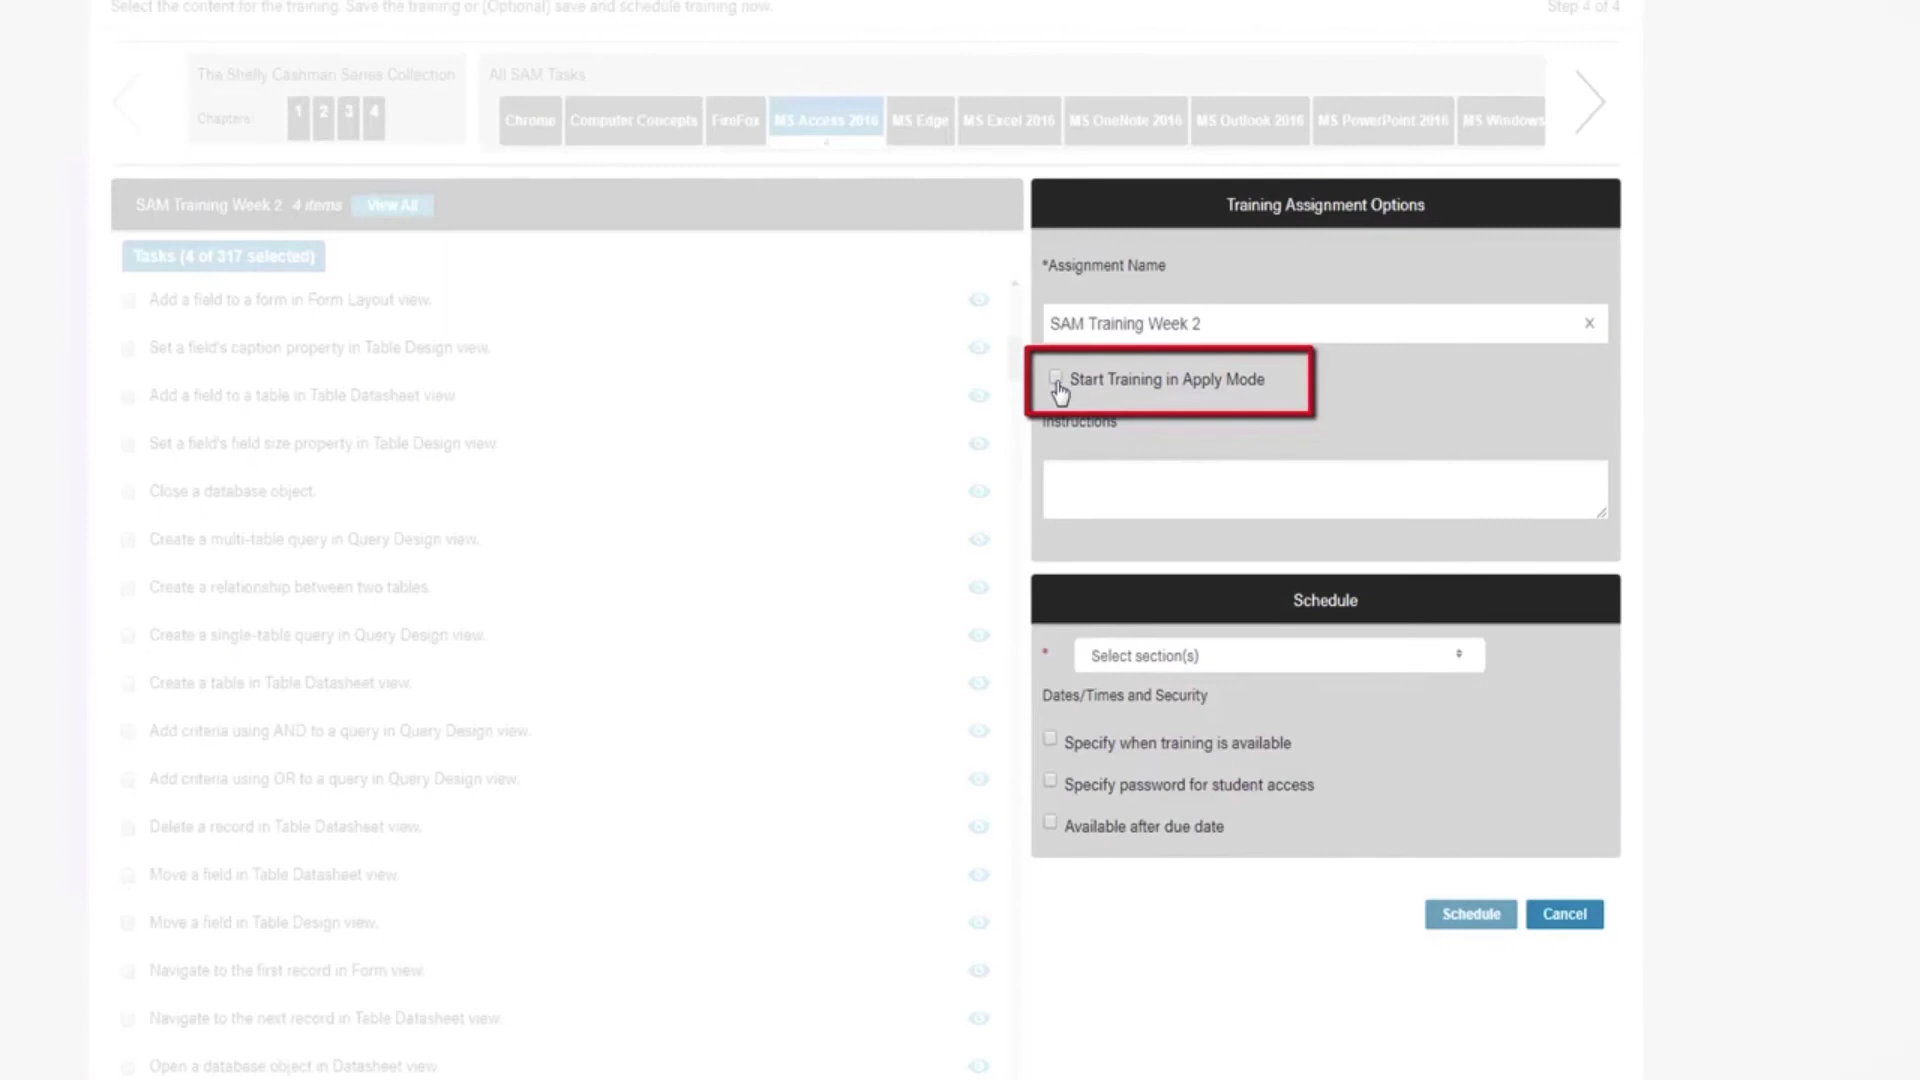 Select the content for the training. Save the training or (Optional) save and schedule training now.
Step 4 of 4
The Shelly Cashman Series Collection
Chapters:
1 2 3 4
All SAM Tasks
Chrome
Computer Concepts
FireFox
MS Access 2016
MS Edge
MS Excel 2016
MS OneNote 2016
MS Outlook 2016
MS PowerPoint 2016
MS Windows
SAM Training Week 2 4 items View All
Tasks (4 of 317 selected)
Add a field to a form in Form Layout view.
Set a field's caption property in Table Design view.
Add a field to a table in Table Datasheet view
Set a field's field size property in Table Design view
Close a database object.
Create a multi-table query in Query Design view.
Create a relationship between two tables.
Create a single-table query in Query Design view.
Create a table in Table Datasheet view.
Add criteria using AND to a query in Query Design view.
Add criteria using OR to a query in Query Design view.
Delete a record in Table Datasheet view.
Move a field in Table Datasheet view.
Move a field in Table Design view.
Navigate to the first record in Form view.
Navigate to the next record in Table Datasheet view.
Open a database object in Datasheet view
Training Assignment Options
*Assignment Name
SAM Training Week 2 x
Start Training in Apply Mode
Instructions
Schedule
* Select section(s)
Dates/Times and Security
Specify when training is available
Specify password for student access
Available after due date
Schedule
Cancel